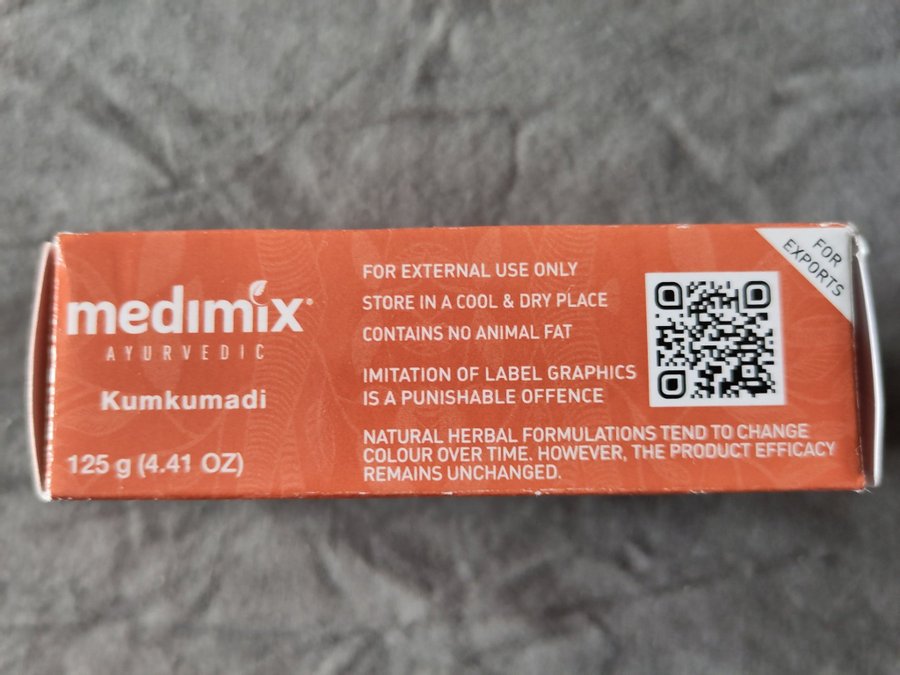 medimix
AYURVEDIC
Kumkumadi
125 g (4.41 OZ)
FOR EXTERNAL USE ONLY
STORE IN A COOL & DRY PLACE
CONTAINS NO ANIMAL FAT
IMITATION OF LABEL GRAPHICS
IS A PUNISHABLE OFFENCE
NATURAL HERBAL FORMULATIONS TEND TO CHANGE
COLOUR OVER TIME. HOWEVER, THE PRODUCT EFFICACY
REMAINS UNCHANGED.
FOR
EXPORTS